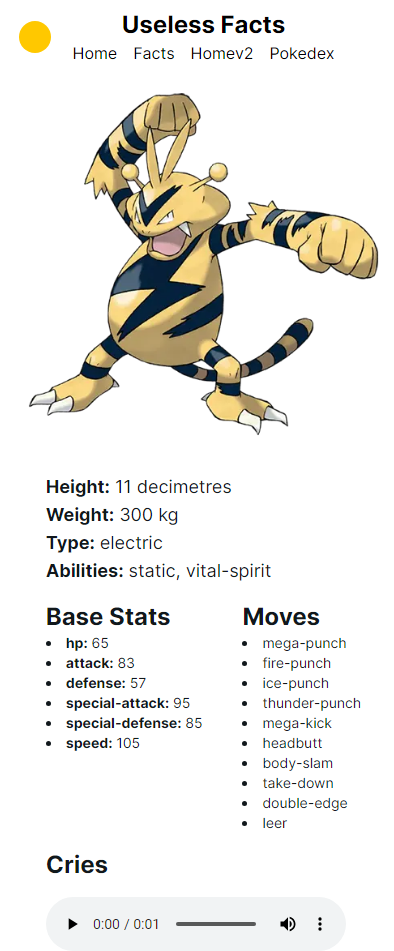 Useless Facts
Home Facts Homev2 Pokedex
Height: 11 decimetres
Weight: 300 kg
Type: electric
Abilities: static, vital-spirit
Base Stats
hp: 65
attack: 83
defense: 57
special-attack: 95
special-defense: 85
speed: 105
Moves
mega-punch
fire-punch
ice-punch
thunder-punch
mega-kick
headbutt
body-slam
take-down
double-edge
leer
Cries
0:00 / 0:01